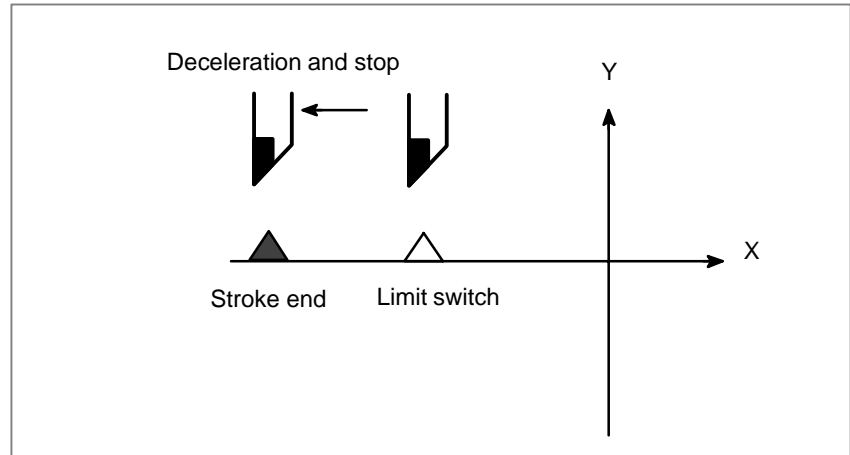 Deceleration and stop
Y
X
Stroke end
Limit switch